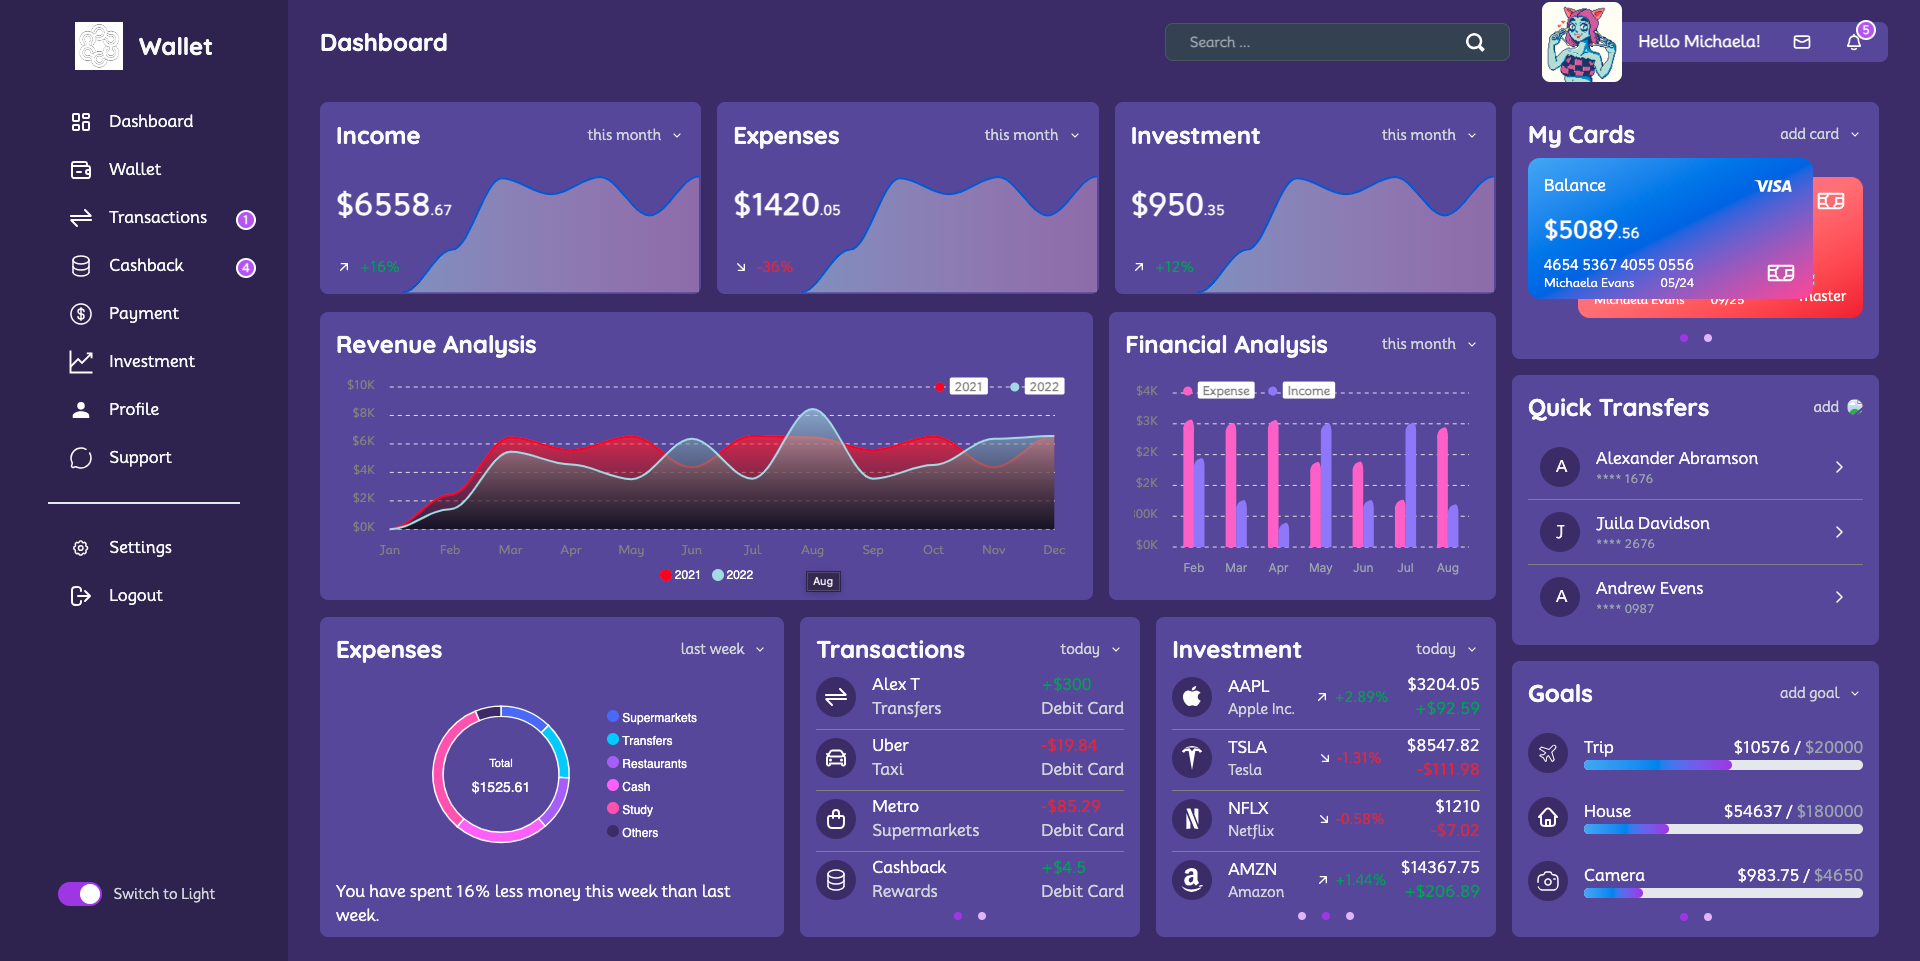 Wallet
Dashboard
Wallet
Transactions 1
Cashback 4
Payment
Investment
Profile
Support
Settings
Logout
Switch to Light
Dashboard
Search ...
Hello Michaela!
5
Income this month
$6558.67
+16%
Expenses this month
$1420.05
-36%
Investment this month
$950.35
+12%
My Cards add card
Balance VISA
$5089.56
4654 5367 4055 0556
Michaela Evans 05/24
Michaela Evans 09/25 master
Revenue Analysis
2021 2022
$10K
$8K
$6K
$4K
$2K
$0K
Jan Feb Mar Apr May Jun Jul Aug Sep Oct Nov Dec
2021 2022
Aug
Financial Analysis this month
Expense Income
$4K
$3K
$2K
$2K
00K
$0K
Feb Mar Apr May Jun Jul Aug
Quick Transfers add
A Alexander Abramson
**** 1676
J Juila Davidson
**** 2676
A Andrew Evens
**** 0987
Expenses last week
Total
$1525.61
Supermarkets
Transfers
Restaurants
Cash
Study
Others
You have spent 16% less money this week than last
week.
Transactions today
Alex T +$300
Transfers Debit Card
Uber -$19.84
Taxi Debit Card
Metro -$85.29
Supermarkets Debit Card
Cashback +$4.5
Rewards Debit Card
Investment today
AAPL +2.89% $3204.05
Apple Inc. +$92.59
TSLA -1.31% $8547.82
Tesla -$111.98
NFLX -0.58% $1210
Netflix -$7.02
AMZN +1.44% $14367.75
Amazon +$206.89
Goals add goal
Trip $10576 / $20000
House $54637 / $180000
Camera $983.75 / $4650